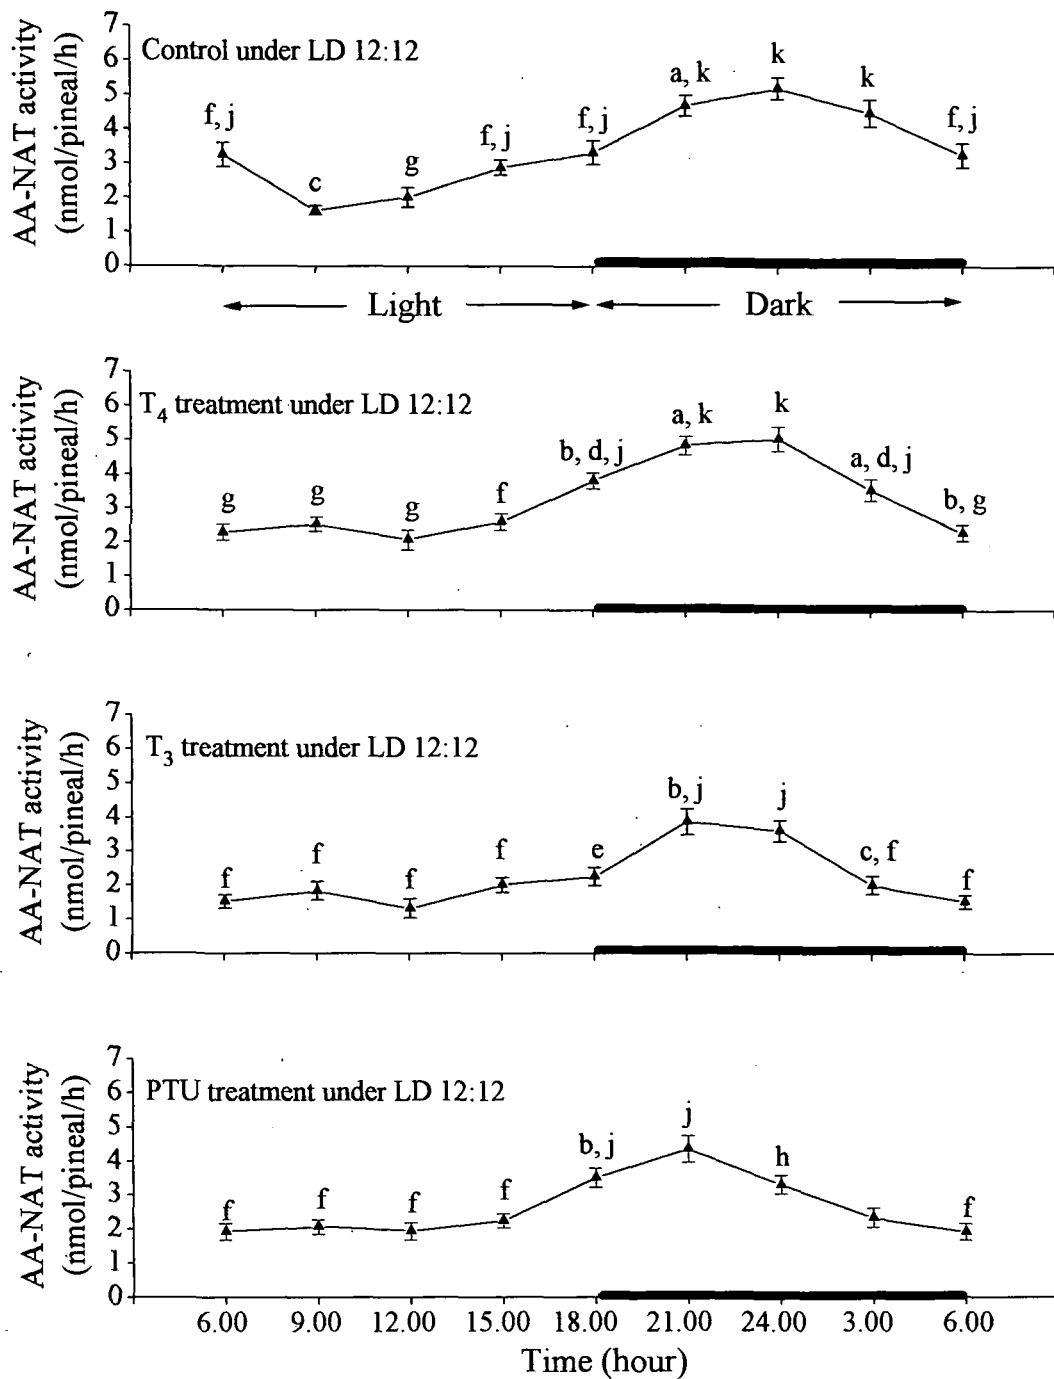 AA-NAT activity
(nmol/pineal/h)
7
6
5
4
3
2
1
0
Control under LD 12:12
f, j
c
g
f, j
f, j
a, k
k
k
f, j
Light
Dark
AA-NAT activity
(nmol/pineal/h)
7
6
5
4
3
2
1
0
T4 treatment under LD 12:12
g
g
g
f
b, d, j
a, k
k
a, d, j
b, g
AA-NAT activity
(nmol/pineal/h)
7
6
5
4
3
2
1
0
T3 treatment under LD 12:12
f
f
f
f
e
b, j
j
c, f
f
AA-NAT activity
(nmol/pineal/h)
7
6
5
4
3
2
1
0
PTU treatment under LD 12:12
f
f
f
f
b, j
j
h
f
6.00 9.00 12.00 15.00 18.00 21.00 24.00 3.00 6.00
Time (hour)